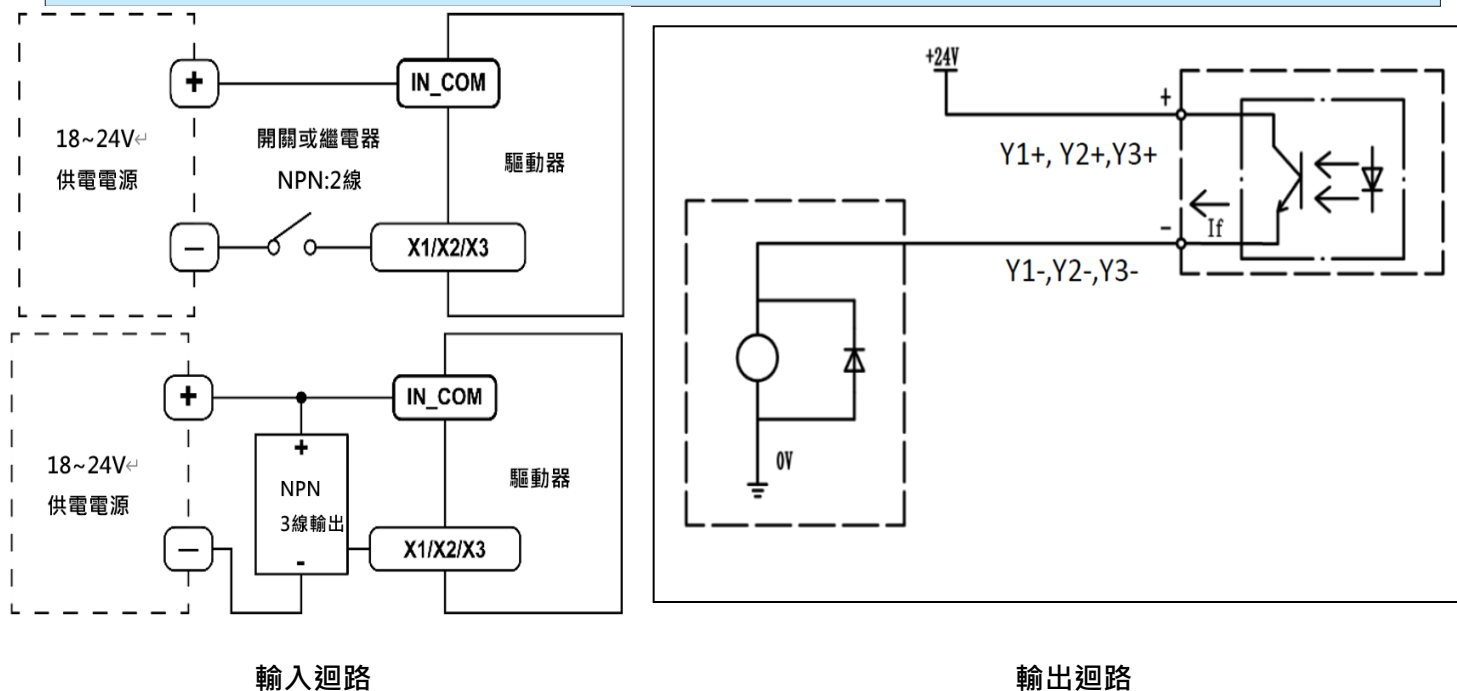 +
IN_COM
18~24V↵
供電電源
開關或繼電器
NPN:2線
驅動器
−
X1/X2/X3
+
IN_COM
18~24V↵
供電電源
+
NPN
3線輸出
-
驅動器
−
X1/X2/X3
輸入迴路
+24V
+
Y1+, Y2+,Y3+
If
-
Y1-,Y2-,Y3-
0V
輸出迴路